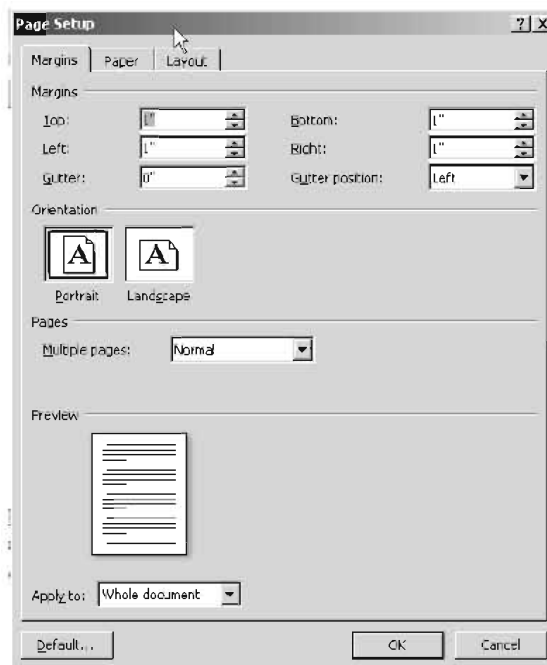 Page Setup ? X
Margins Paper Layout
Margins
Top: 1" Bottom: 1"
Left: 1" Right: 1"
Gutter: 0" Gutter position: Left
Orientation
A A
Portrait Landscape
Pages
Multiple pages: Normal
Preview
Apply to: Whole document
Default... OK Cancel